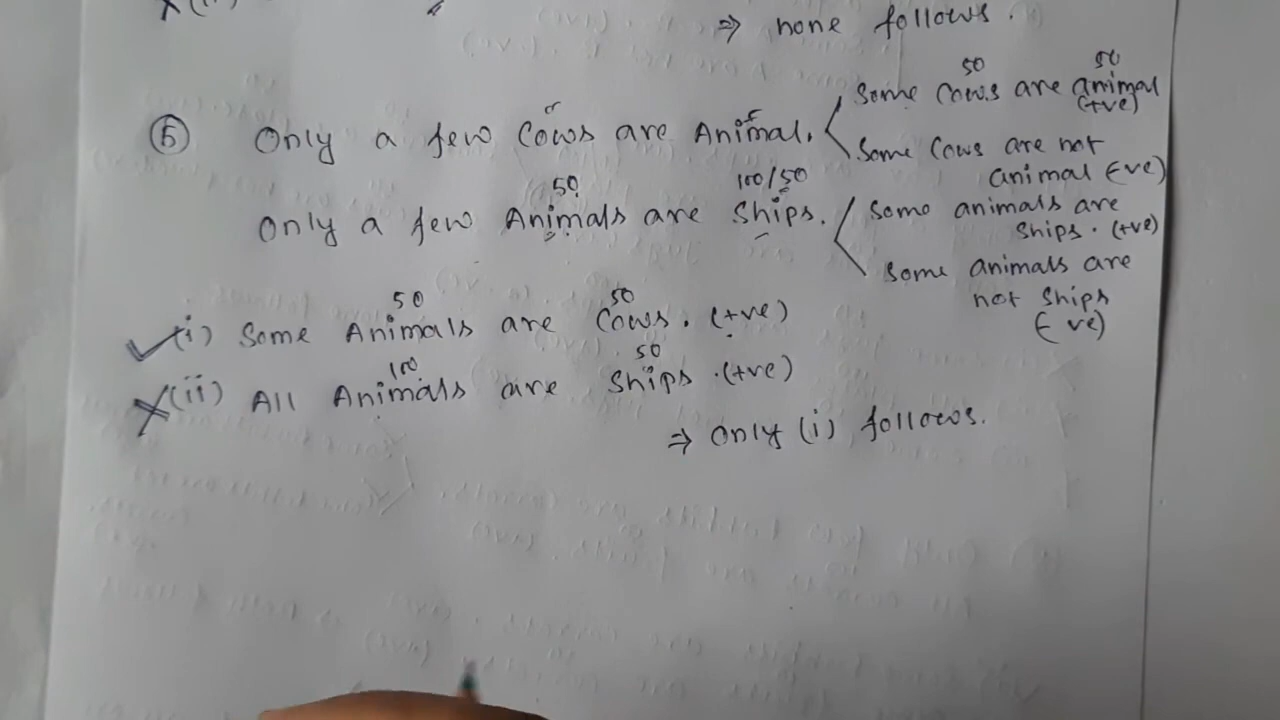 ⇒ none follows.
50 50
Some Cows are animal
(+ve)
⑤ Only a few Cows are Animal.
Some Cows are not
animal (-ve)
50 100/50
Only a few Animals are Ships.
Some animals are
Ships. (+ve)
Some animals are
not Ships
(-ve)
50 50
(i) Some Animals are Cows. (+ve)
100 50
(ii) All Animals are Ships. (+ve)
⇒ Only (i) follows.